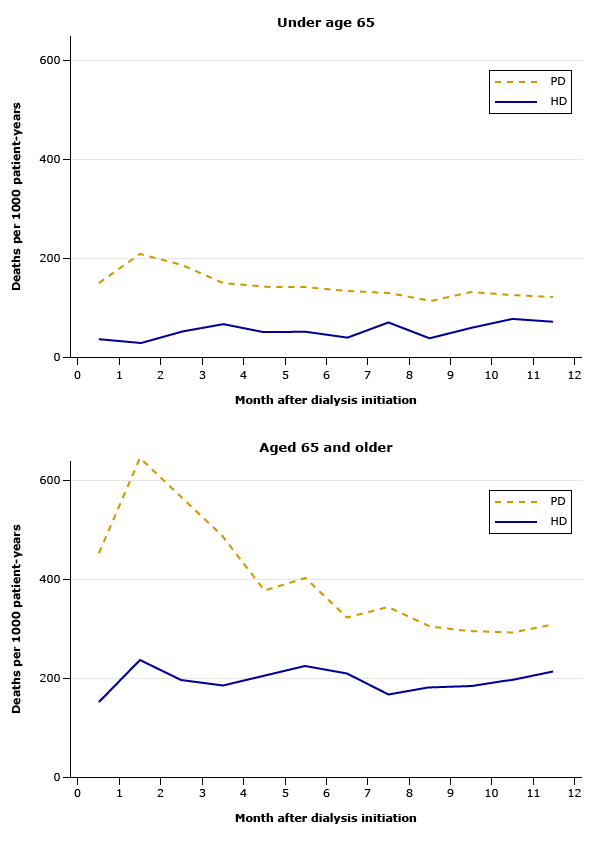 Under age 65
Deaths per 1000 patient-years
600
400
200
0
PD
HD
0 1 2 3 4 5 6 7 8 9 10 11 12
Month after dialysis initiation
Aged 65 and older
Deaths per 1000 patient-years
600
400
200
0
PD
HD
0 1 2 3 4 5 6 7 8 9 10 11 12
Month after dialysis initiation